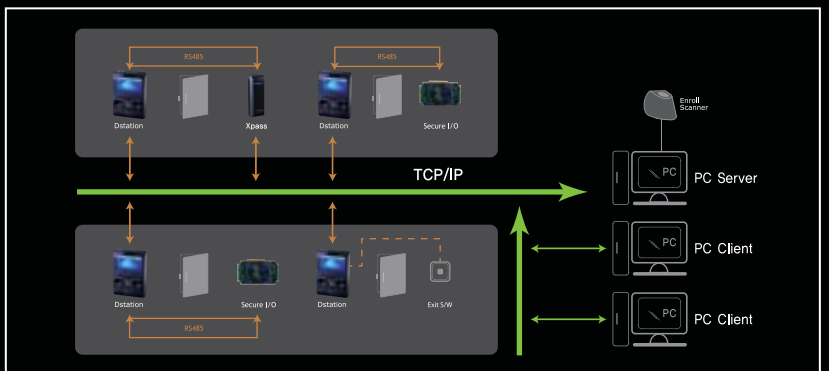 RS485
RS485
Dstation
Xpass
Dstation
Secure I/O
Enroll
Scanner
TCP/IP
PC
PC Server
PC
PC Client
Dstation
Secure I/O
Dstation
Exit S/W
RS485
PC
PC Client